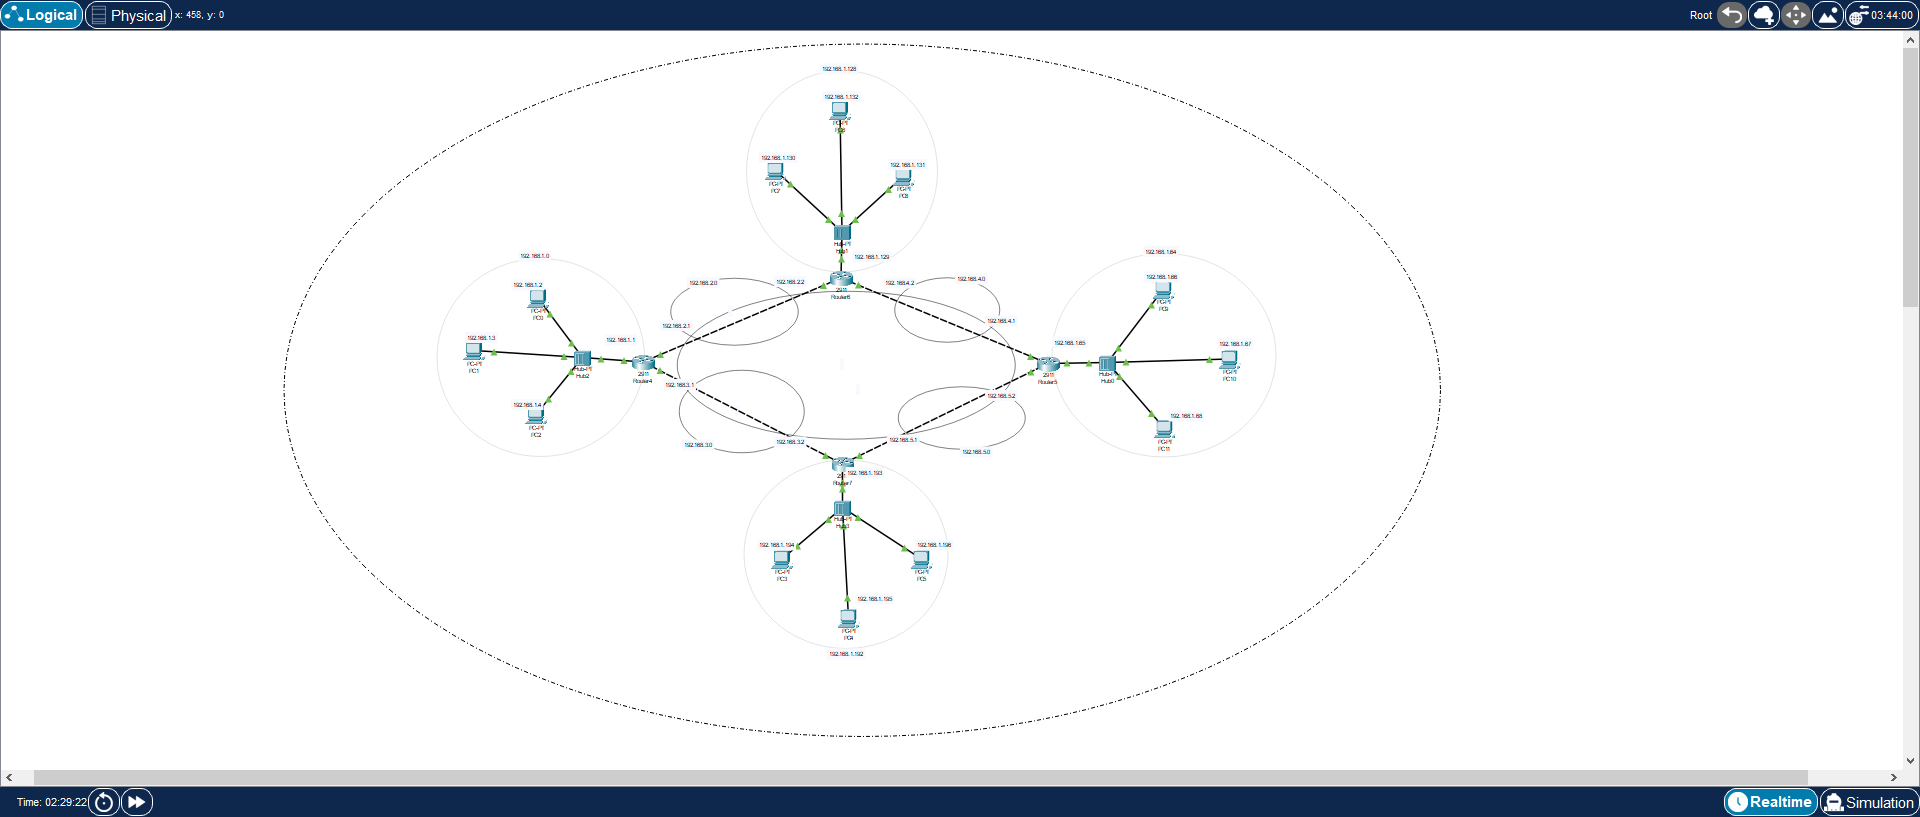 Logical
Physical
x: 458, y: 0
Root
03:44:00
192.168.1.128
192.168.1.132
PC-PT
192.168.1.130
PC-PT
PC7
192.168.1.131
PC-PT
PC8
Hub-PT
Hub1
192.168.1.129
2911
Router6
192.168.1.0
192.168.1.2
PC-PT
PC0
192.168.1.3
PC-PT
PC1
192.168.1.4
PC-PT
PC2
Hub-PT
Hub2
192.168.1.1
2911
Router4
192.168.2.0
192.168.2.2
192.168.2.1
192.168.4.2
192.168.4.0
192.168.4.1
192.168.1.64
192.168.1.66
PC-PT
PC9
192.168.1.67
PC-PT
PC10
192.168.1.68
PC-PT
PC11
192.168.1.65
2911
Router5
Hub-PT
Hub0
192.168.3.1
192.168.3.0
192.168.3.2
192.168.5.2
192.168.5.1
192.168.5.0
192.168.1.193
Router7
Hub-PT
Hub3
192.168.1.194
PC-PT
PC3
192.168.1.196
PC-PT
PC5
192.168.1.195
PC-PT
PC4
192.168.1.192
Time: 02:29:22
Realtime
Simulation